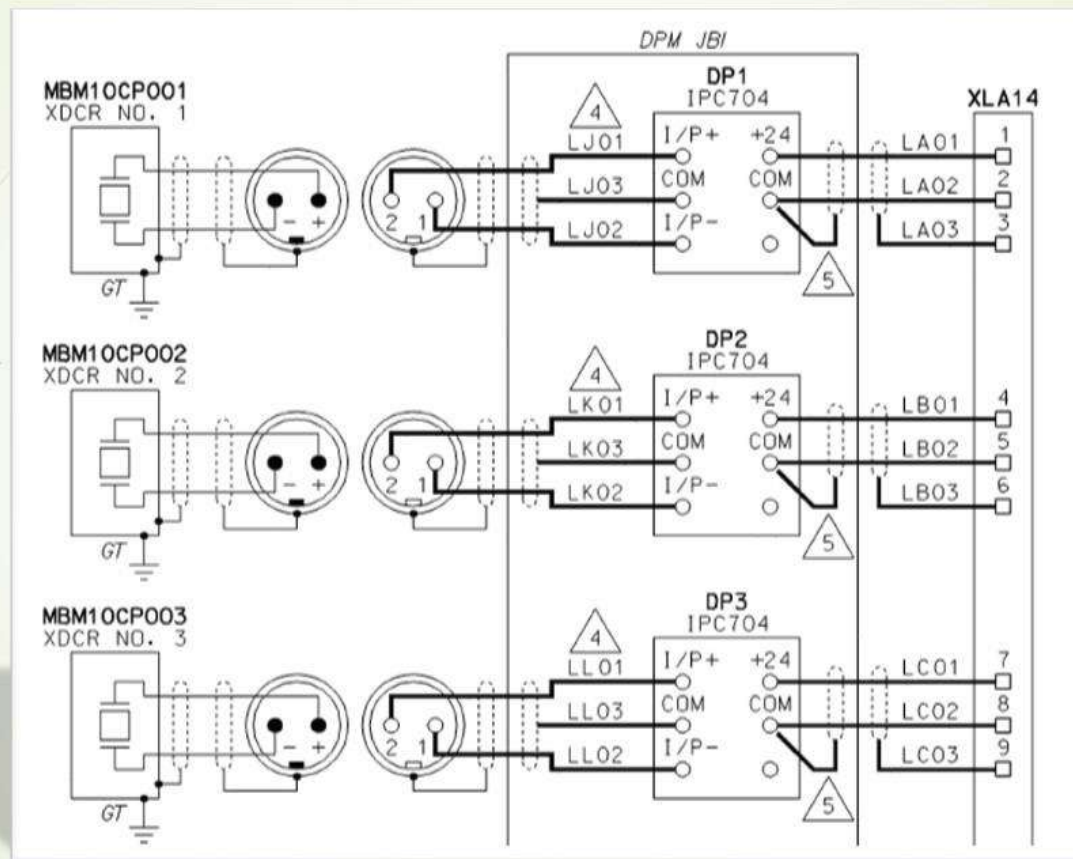 DPM JBI
MBM10CP001
XDCR NO. 1
GT
- +
2 1
4
LJ01
LJ03
LJ02
DP1
IPC704
I/P+ +24
COM COM
I/P-
5
LA01
LA02
LA03
XLA14
1
2
3
MBM10CP002
XDCR NO. 2
GT
- +
2 1
4
LK01
LK03
LK02
DP2
IPC704
I/P+ +24
COM COM
I/P-
5
LB01
LB02
LB03
4
5
6
MBM10CP003
XDCR NO. 3
GT
- +
2 1
4
LL01
LL03
LL02
DP3
IPC704
I/P+ +24
COM COM
I/P-
5
LC01
LC02
LC03
7
8
9